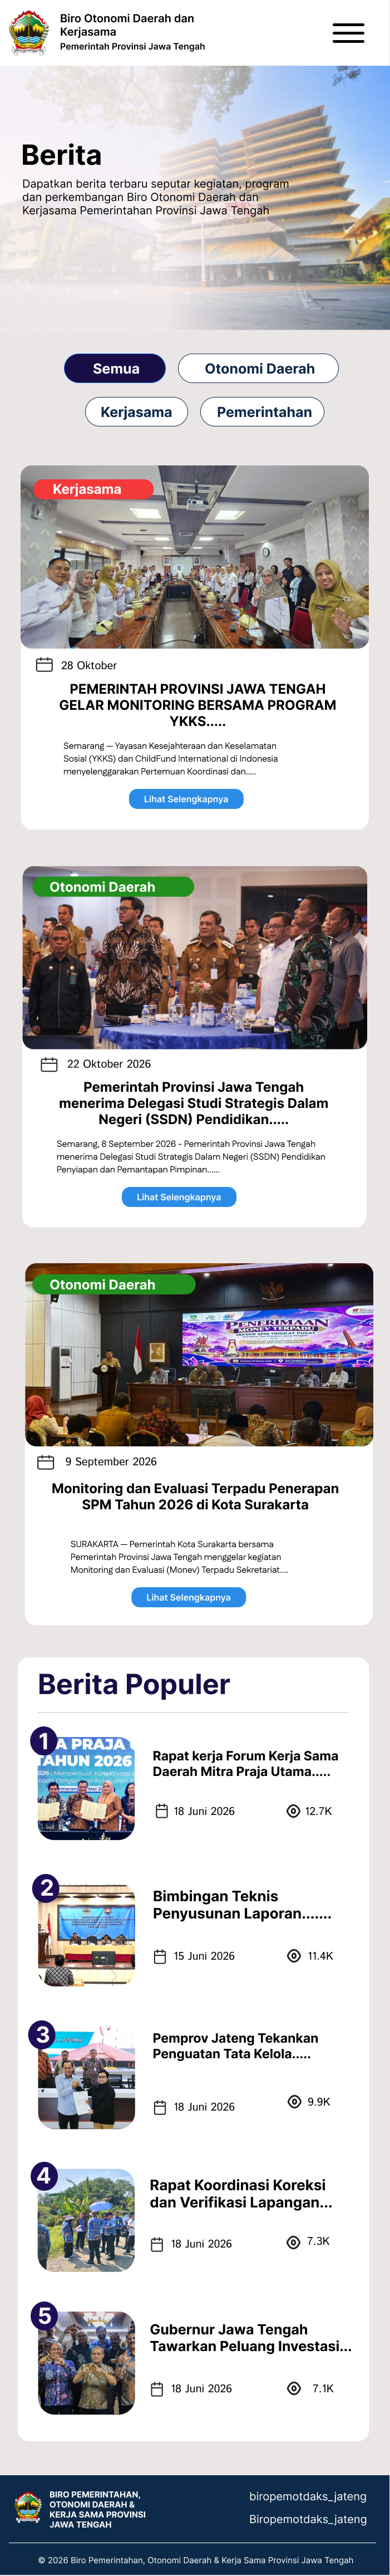 Biro Otonomi Daerah dan
Kerjasama
Pemerintah Provinsi Jawa Tengah
Berita
Dapatkan berita terbaru seputar kegiatan, program
dan perkembangan Biro Otonomi Daerah dan
Kerjasama Pemerintahan Provinsi Jawa Tengah
Semua
Otonomi Daerah
Kerjasama
Pemerintahan
Kerjasama
28 Oktober
PEMERINTAH PROVINSI JAWA TENGAH
GELAR MONITORING BERSAMA PROGRAM
YKKS.....
Semarang — Yayasan Kesejahteraan dan Keselamatan
Sosial (YKKS) dan ChildFund International di Indonesia
menyelenggarakan Pertemuan Koordinasi dan.....
Lihat Selengkapnya
Otonomi Daerah
22 Oktober 2026
Pemerintah Provinsi Jawa Tengah
menerima Delegasi Studi Strategis Dalam
Negeri (SSDN) Pendidikan.....
Semarang, 8 September 2026 - Pemerintah Provinsi Jawa Tengah
menerima Delegasi Studi Strategis Dalam Negeri (SSDN) Pendidikan
Penyiapan dan Pemantapan Pimpinan......
Lihat Selengkapnya
Otonomi Daerah
PENERIMAAN
MONEV TERPADU
9 September 2026
Monitoring dan Evaluasi Terpadu Penerapan
SPM Tahun 2026 di Kota Surakarta
SURAKARTA — Pemerintah Kota Surakarta bersama
Pemerintah Provinsi Jawa Tengah menggelar kegiatan
Monitoring dan Evaluasi (Monev) Terpadu Sekretariat....
Lihat Selengkapnya
Berita Populer
1
A PRAJA
TAHUN 2026
Rapat kerja Forum Kerja Sama
Daerah Mitra Praja Utama.....
18 Juni 2026
12.7K
2
Bimbingan Teknis
Penyusunan Laporan.......
15 Juni 2026
11.4K
3
Pemprov Jateng Tekankan
Penguatan Tata Kelola.....
18 Juni 2026
9.9K
4
Rapat Koordinasi Koreksi
dan Verifikasi Lapangan...
18 Juni 2026
7.3K
5
Gubernur Jawa Tengah
Tawarkan Peluang Investasi...
18 Juni 2026
7.1K
BIRO PEMERINTAHAN,
OTONOMI DAERAH &
KERJA SAMA PROVINSI
JAWA TENGAH
biropemotdaks_jateng
Biropemotdaks_jateng
© 2026 Biro Pemerintahan, Otonomi Daerah & Kerja Sama Provinsi Jawa Tengah